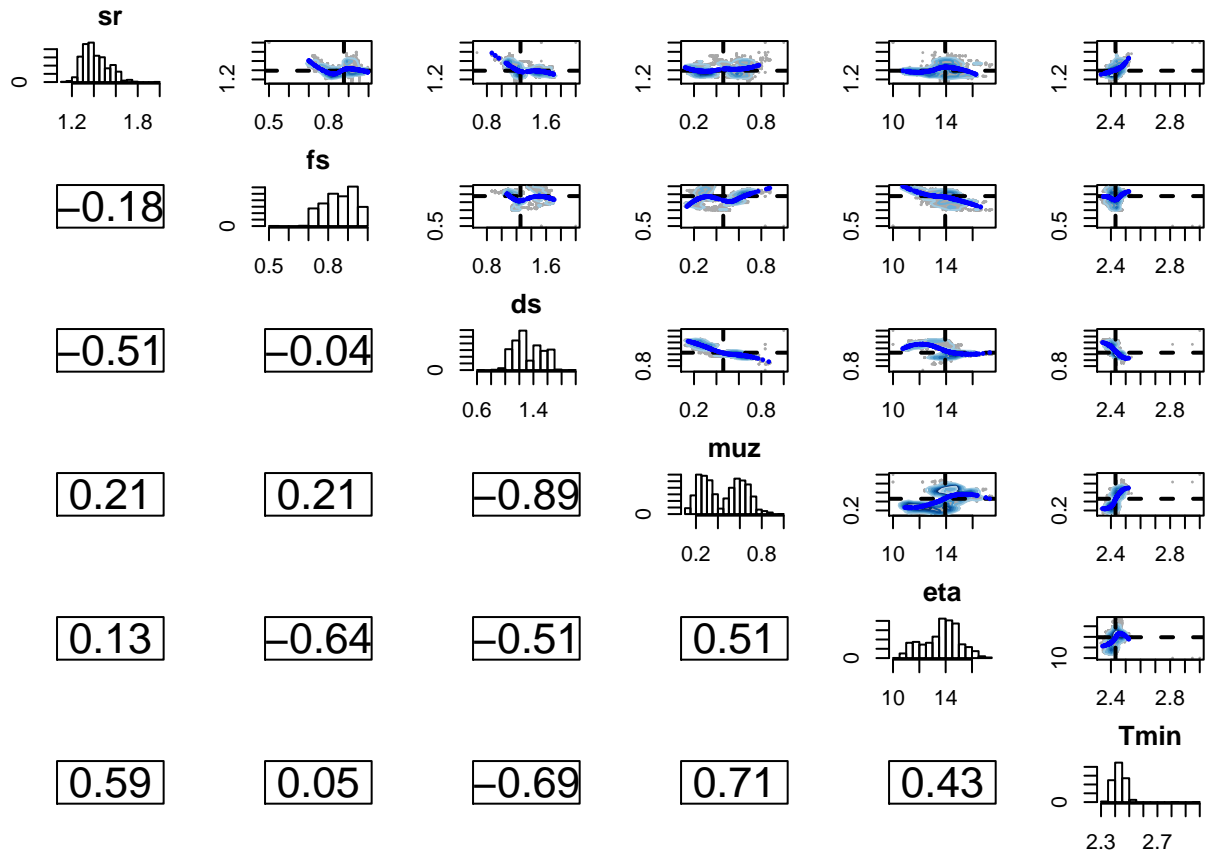 sr
0 1.2 1.2 1.2 1.2 1.2
1.2 1.8 0.5 0.8 0.8 1.6 0.2 0.8 10 14 2.4 2.8
fs
−0.18 0 0.5 0.5 0.5 0.5
0.5 0.8 0.8 1.6 0.2 0.8 10 14 2.4 2.8
ds
−0.51 −0.04 0 0.8 0.8 0.8
0.6 1.4 0.2 0.8 10 14 2.4 2.8
muz
0.21 0.21 −0.89 0 0.2 0.2
0.2 0.8 10 14 2.4 2.8
eta
0.13 −0.64 −0.51 0.51 0 10
10 14 2.4 2.8
Tmin
0.59 0.05 −0.69 0.71 0.43 0
2.3 2.7